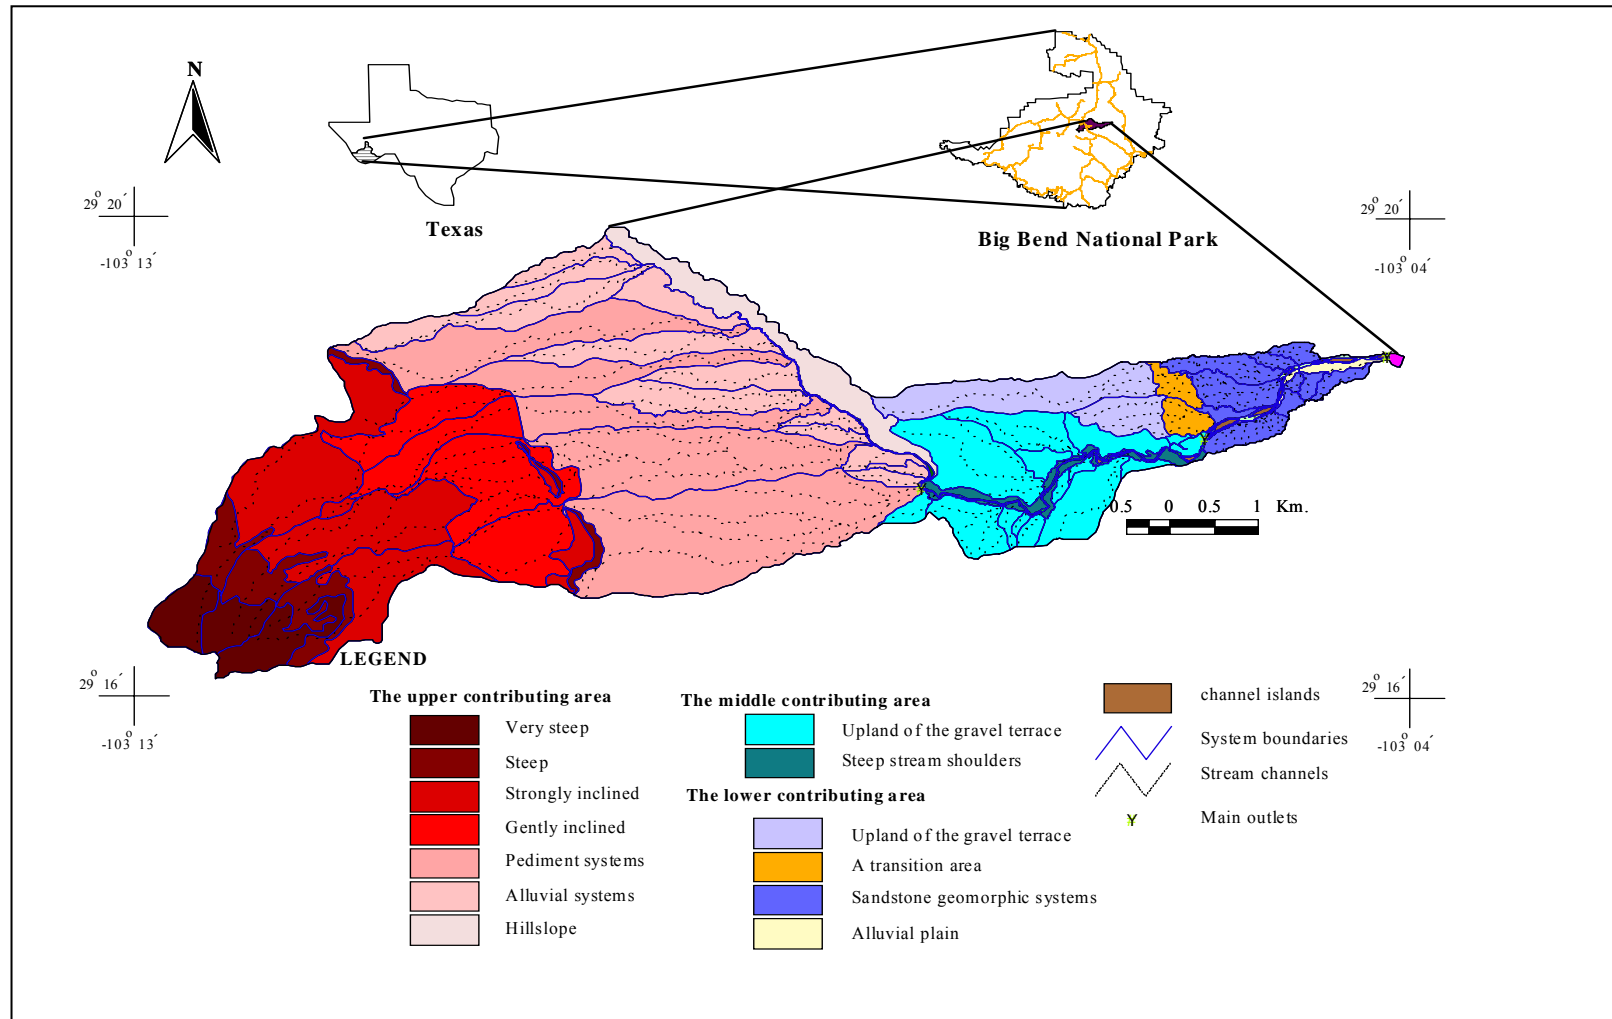 N
29° 20´
-103° 13´
Texas
Big Bend National Park
29° 20´
-103° 04´
0.5 0 0.5 1 Km.
LEGEND
29° 16´
-103° 13´
29° 16´
-103° 04´
The upper contributing area
Very steep
Steep
Strongly inclined
Gently inclined
Pediment systems
Alluvial systems
Hillslope
The middle contributing area
Upland of the gravel terrace
Steep stream shoulders
The lower contributing area
Upland of the gravel terrace
A transition area
Sandstone geomorphic systems
Alluvial plain
channel islands
System boundaries
Stream channels
Y Main outlets